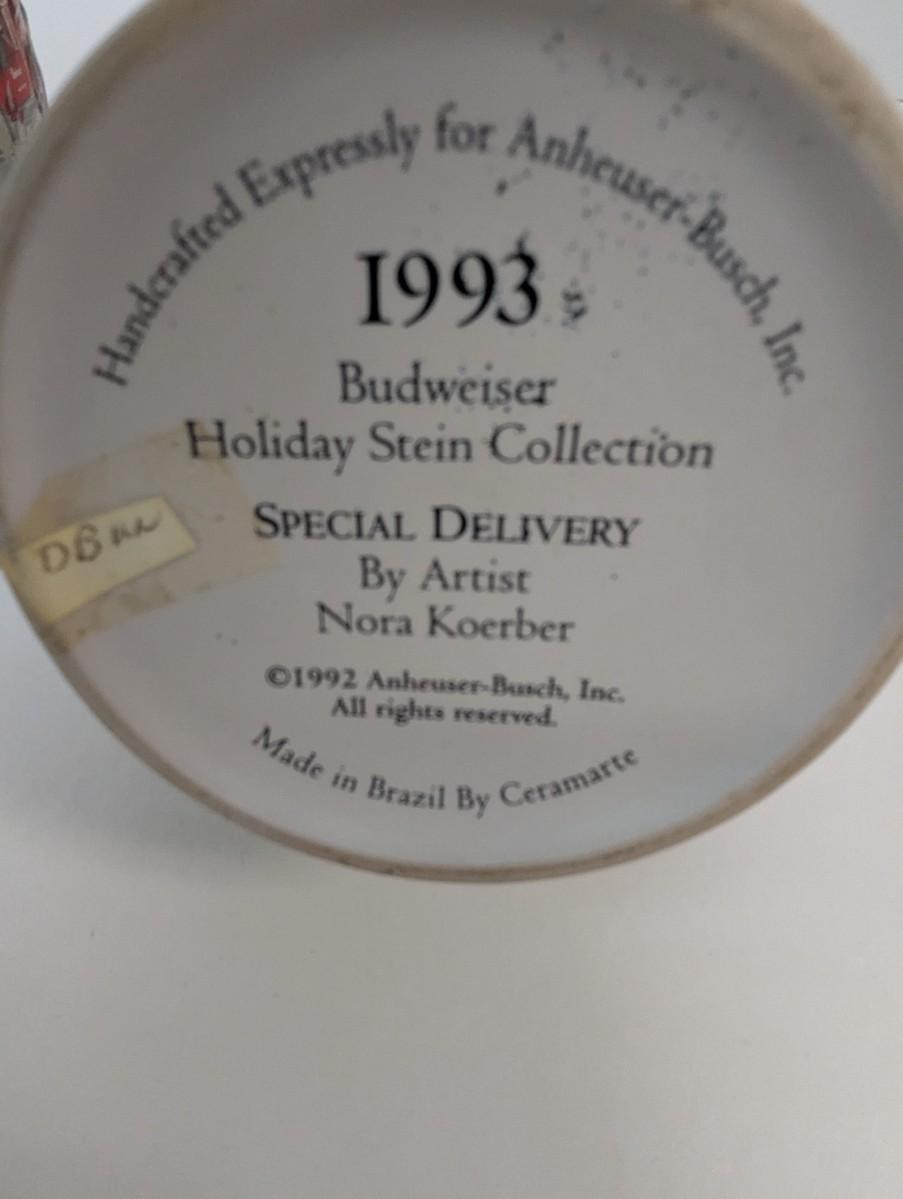 Handcrafted Expressly for Anheuser-Busch, Inc.
1993
Budweiser
Holiday Stein Collection
SPECIAL DELIVERY
By Artist
Nora Koerber
©1992 Anheuser-Busch, Inc.
All rights reserved.
Made in Brazil By Ceramarte